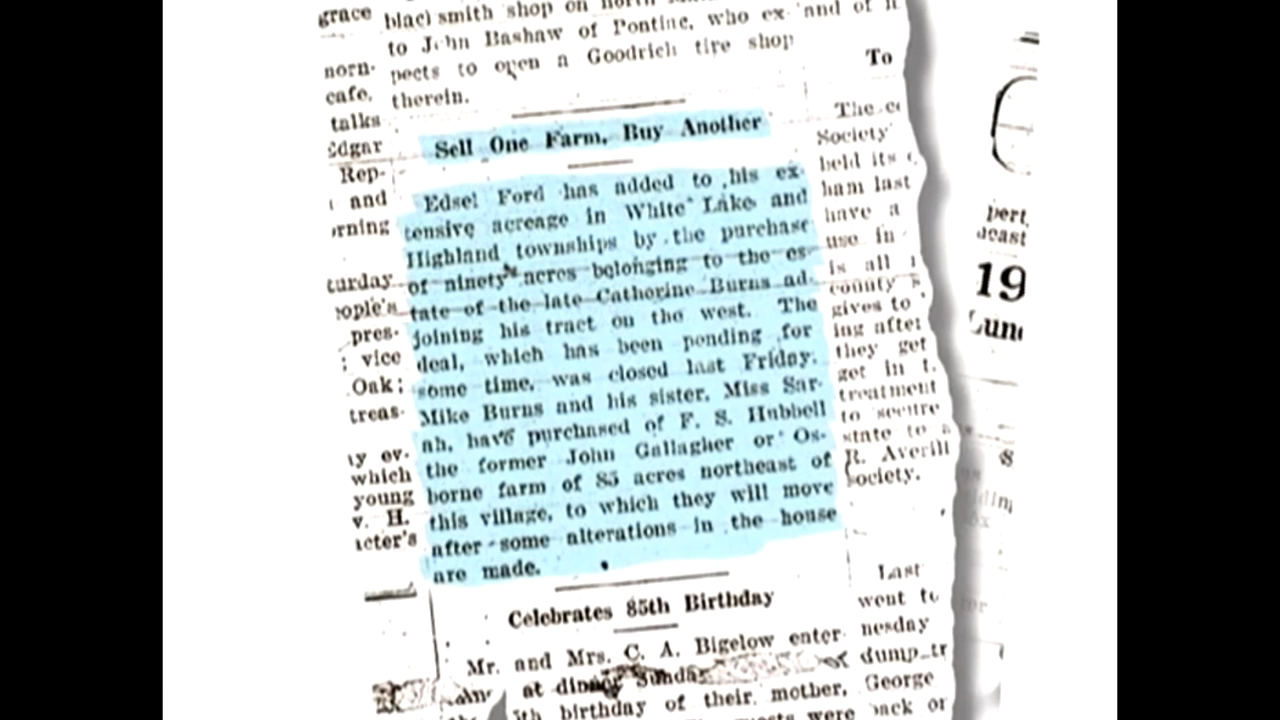 grace
norn-
cafe,
talks
Edgar
Rep-
and
turday
pres-
vice
Oak;
treas-
ev-
which
young
v. H.
smith shop on
to John Bashaw of Pontiac, who ex-
pects to open a Goodrich tire shop
therein.
Sell One Farm, Buy Another
Edsel Ford has added to his ex-
tensive acreage in White Lake and
Highland townships by the purchase
of ninety acres belonging to the es-
tate of the late Catherine Burns ad-
joining his tract on the west. The
deal, which has been pending for
some time, was closed last Friday.
Mike Burns and his sister, Miss Sar-
ah, have purchased of F. S. Hubbell
the former John Gallagher or Os-
borne farm of 85 acres northeast of
this village, to which they will move
after some alterations in the house
are made.
Celebrates 85th Birthday
Mr. and Mrs. C. A. Bigelow enter-
at dinner Sunday
birthday of their mother,
were
and of
To
The
Society
held its
ham last
have a
use in
is all
county
gives to
ing after
they get
get in
treatment
to secure
state to
R. Averill
Society.
Last
went to
nesday
dump tr
George
back or
19